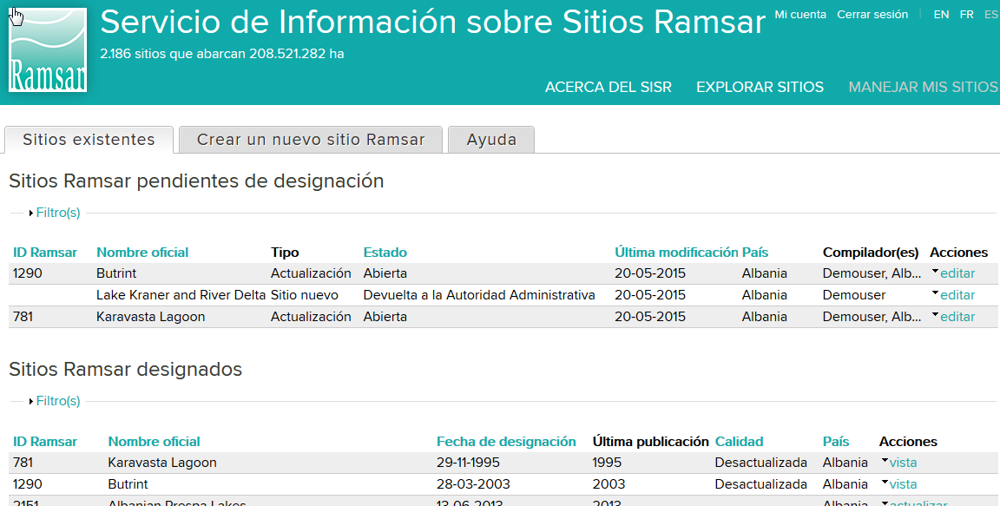 Servicio de Información sobre Sitios Ramsar
Mi cuenta Cerrar sesión EN FR ES
Ramsar
2.186 sitios que abarcan 208.521.282 ha
ACERCA DEL SISR EXPLORAR SITIOS MANEJAR MIS SITIOS
Sitios existentes Crear un nuevo sitio Ramsar Ayuda
Sitios Ramsar pendientes de designación
Filtro(s)
ID Ramsar Nombre oficial Tipo Estado Última modificación País Compilador(es) Acciones
1290 Butrint Actualización Abierta 20-05-2015 Albania Demouser, Alb... editar
Lake Kraner and River Delta Sitio nuevo Devuelta a la Autoridad Administrativa 20-05-2015 Albania Demouser editar
781 Karavasta Lagoon Actualización Abierta 20-05-2015 Albania Demouser, Alb... editar
Sitios Ramsar designados
Filtro(s)
ID Ramsar Nombre oficial Fecha de designación Última publicación Calidad País Acciones
781 Karavasta Lagoon 29-11-1995 1995 Desactualizada Albania vista
1290 Butrint 28-03-2003 2003 Desactualizada Albania vista
2151 Albanian Prespa Lakes 13-06-2013 2013 Albania actualizar